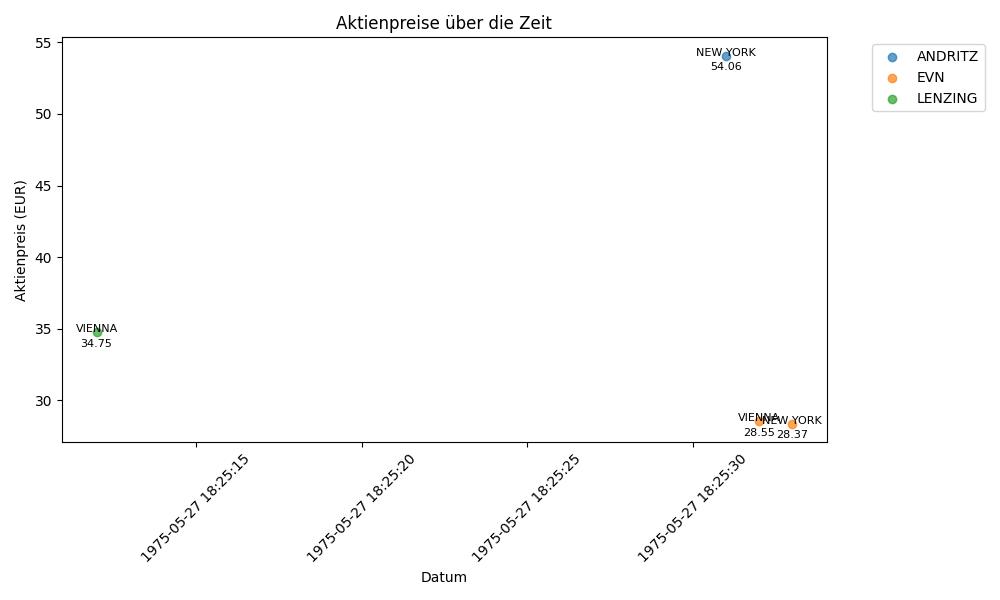 Aktienpreise über die Zeit
Aktienpreis (EUR)
55
50
45
40
35
30
NEW YORK
54.06
VIENNA
34.75
VIENNA
28.55
NEW YORK
28.37
1975-05-27 18:25:15
1975-05-27 18:25:20
1975-05-27 18:25:25
1975-05-27 18:25:30
Datum
ANDRITZ
EVN
LENZING